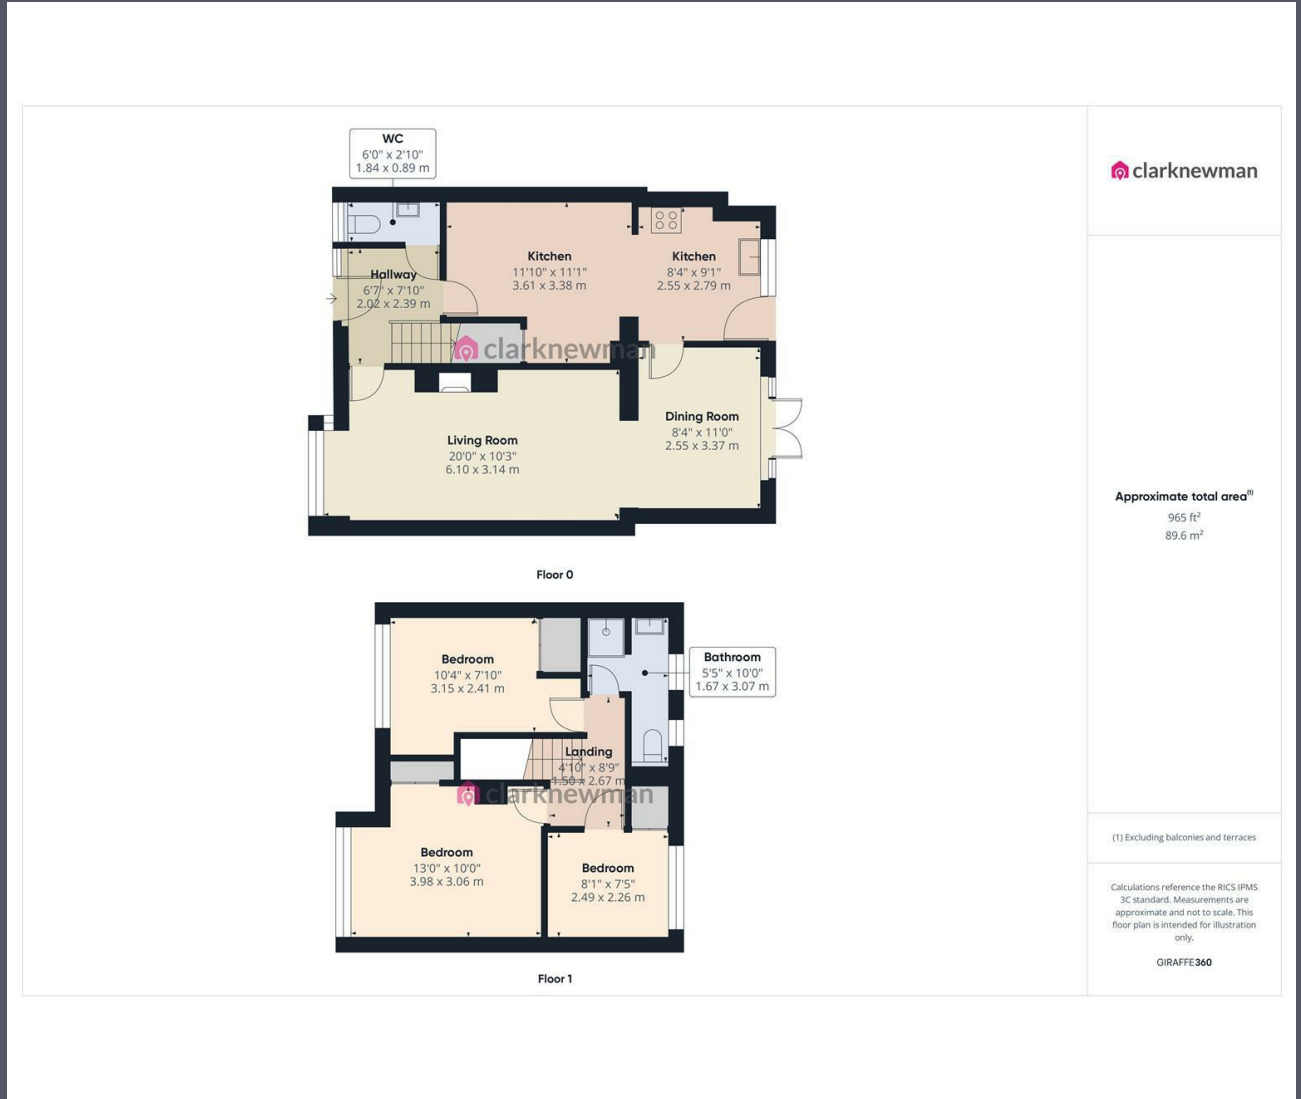 WC
6'0" x 2'10"
1.84 x 0.89 m
Kitchen
11'10" x 11'1"
3.61 x 3.38 m
Kitchen
8'4" x 9'1"
2.55 x 2.79 m
Hallway
6'7" x 7'10"
2.02 x 2.39 m
clarknewman
Living Room
20'0" x 10'3"
6.10 x 3.14 m
Dining Room
8'4" x 11'0"
2.55 x 3.37 m
Floor 0
Bedroom
10'4" x 7'10"
3.15 x 2.41 m
Bathroom
5'5" x 10'0"
1.67 x 3.07 m
Landing
4'10" x 8'9"
1.50 x 2.67 m
clarknewman
Bedroom
13'0" x 10'0"
3.98 x 3.06 m
Bedroom
8'1" x 7'5"
2.49 x 2.26 m
Floor 1
clarknewman
Approximate total area⁽¹⁾
965 ft²
89.6 m²
(1) Excluding balconies and terraces
Calculations reference the RICS IPMS
3C standard. Measurements are
approximate and not to scale. This
floor plan is intended for illustration
only.
GIRAFFE360